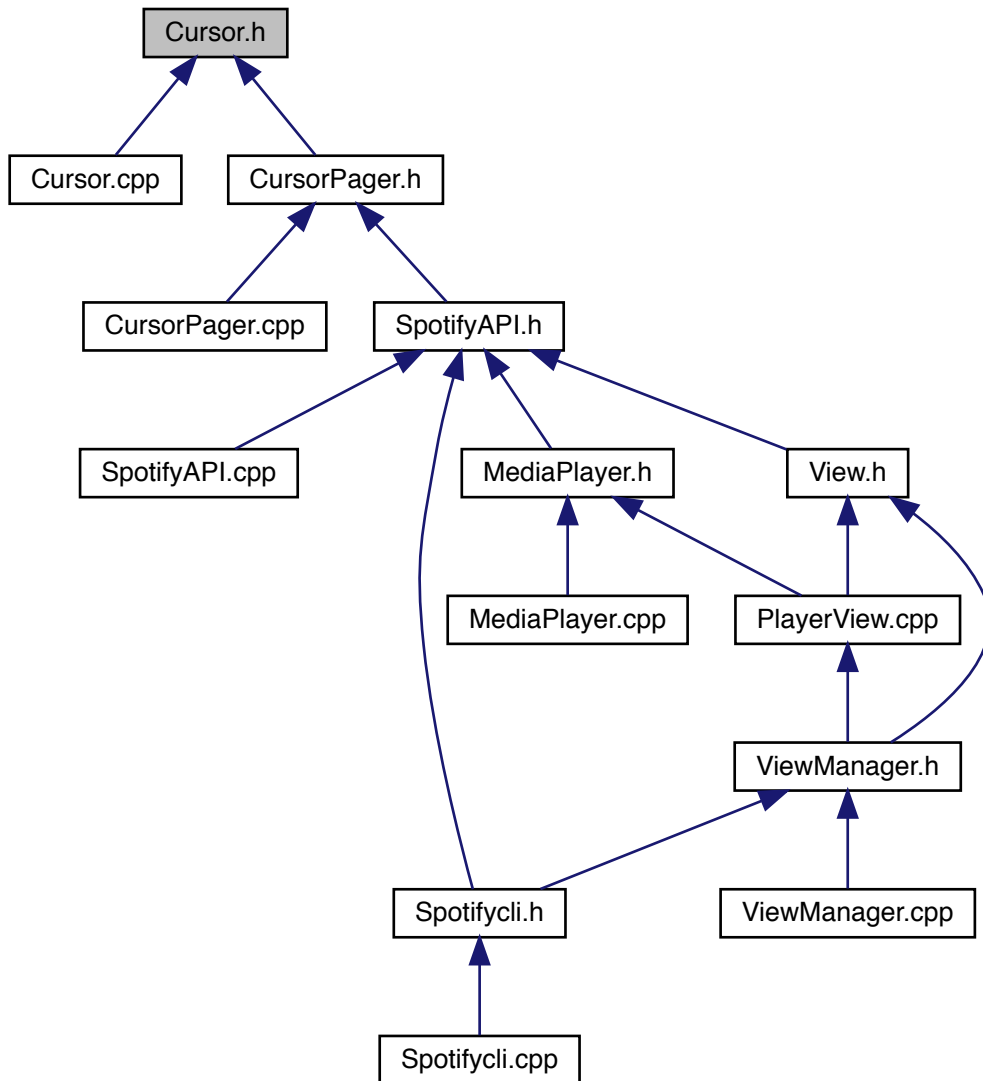 Cursor.h
Cursor.cpp
CursorPager.h
CursorPager.cpp
SpotifyAPI.h
SpotifyAPI.cpp
MediaPlayer.h
View.h
MediaPlayer.cpp
PlayerView.cpp
ViewManager.h
Spotifycli.h
ViewManager.cpp
Spotifycli.cpp